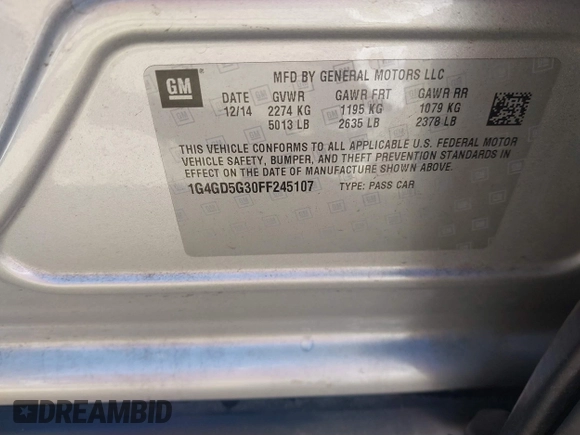 GM
MFD BY GENERAL MOTORS LLC
DATE GVWR GAWR FRT GAWR RR
12/14 2274 KG 1195 KG 1079 KG
5013 LB 2635 LB 2378 LB
THIS VEHICLE CONFORMS TO ALL APPLICABLE U.S. FEDERAL MOTOR
VEHICLE SAFETY, BUMPER, AND THEFT PREVENTION STANDARDS IN
EFFECT ON THE DATE OF MANUFACTURE SHOWN ABOVE.
1G4GD5G30FF245107 TYPE: PASS CAR
DREAMBID